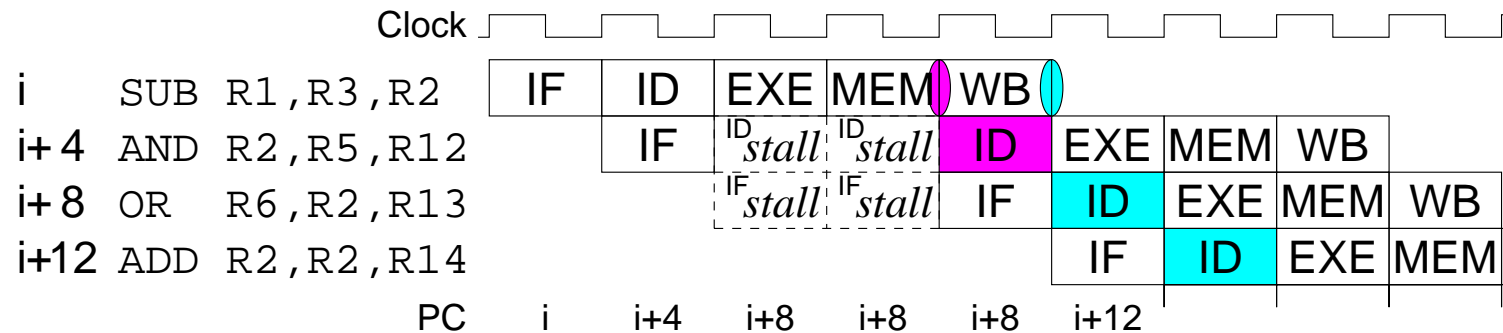 Clock
i SUB R1,R3,R2 IF ID EXE MEM WB
i+ 4 AND R2,R5,R12 IF ID stall ID stall ID EXE MEM WB
i+ 8 OR R6,R2,R13 IF stall IF stall IF ID EXE MEM WB
i+12 ADD R2,R2,R14 IF ID EXE MEM
PC i i+4 i+8 i+8 i+8 i+12